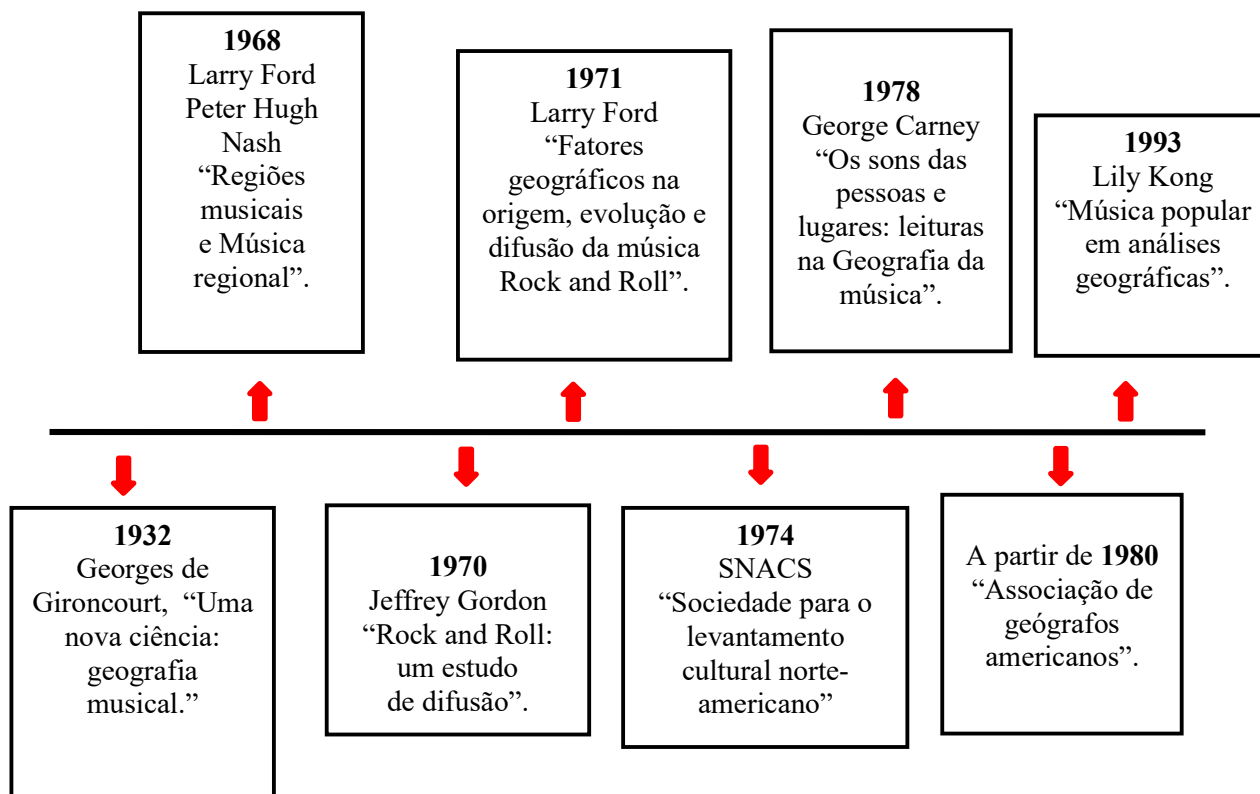 1968
Larry Ford
Peter Hugh
Nash
“Regiões
musicais
e Música
regional”.
1971
Larry Ford
“Fatores
geográficos na
origem, evolução e
difusão da música
Rock and Roll”.
1978
George Carney
“Os sons das
pessoas e
lugares: leituras
na Geografia da
música”.
1993
Lily Kong
“Música popular
em análises
geográficas”.
1932
Georges de
Gironcourt, “Uma
nova ciência:
geografia
musical.”
1970
Jeffrey Gordon
“Rock and Roll:
um estudo
de difusão”.
1974
SNACS
“Sociedade para o
levantamento
cultural norte-
americano”
A partir de 1980
“Associação de
geógrafos
americanos”.